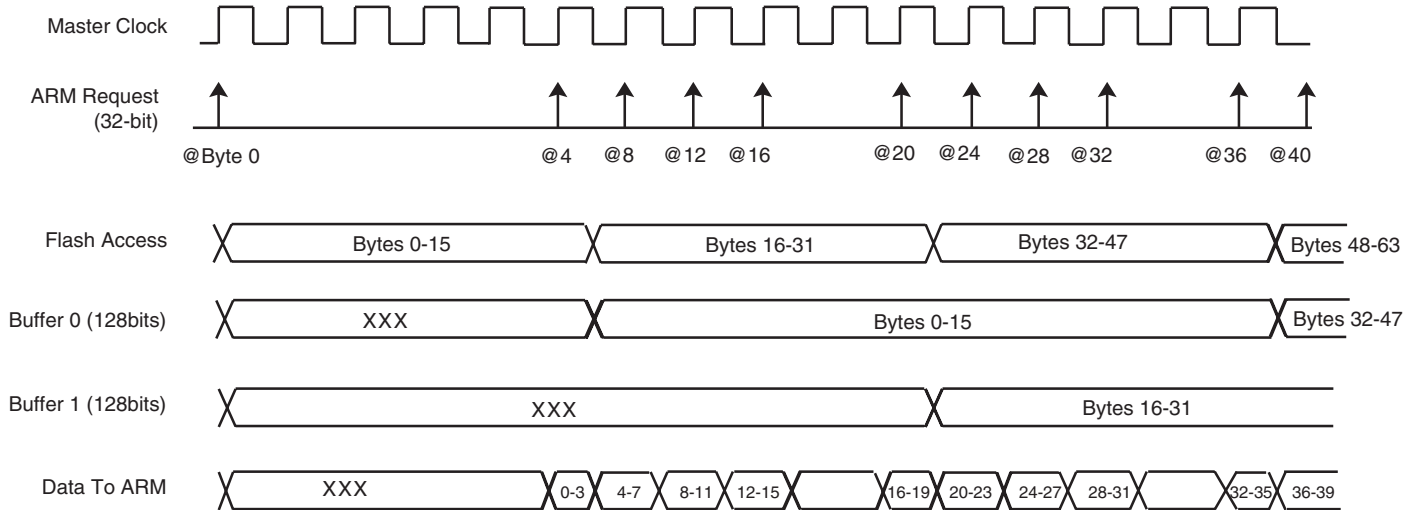 Master Clock
ARM Request
(32-bit)
@Byte 0 @4 @8 @12 @16 @20 @24 @28 @32 @36 @40
Flash Access Bytes 0-15 Bytes 16-31 Bytes 32-47 Bytes 48-63
Buffer 0 (128bits) XXX Bytes 0-15 Bytes 32-47
Buffer 1 (128bits) XXX Bytes 16-31
Data To ARM XXX 0-3 4-7 8-11 12-15 16-19 20-23 24-27 28-31 32-35 36-39